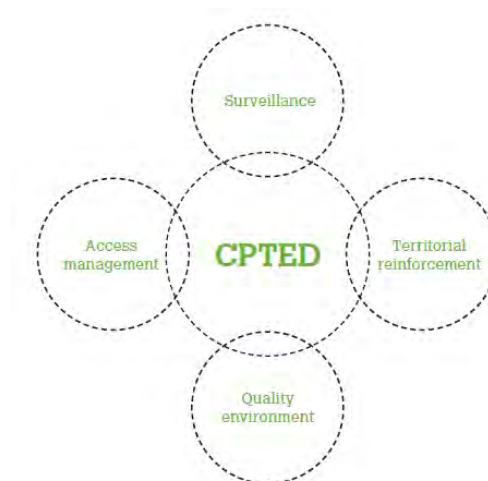 Surveillance
Access
management
CPTED
Territorial
reinforcement
Quality
environment